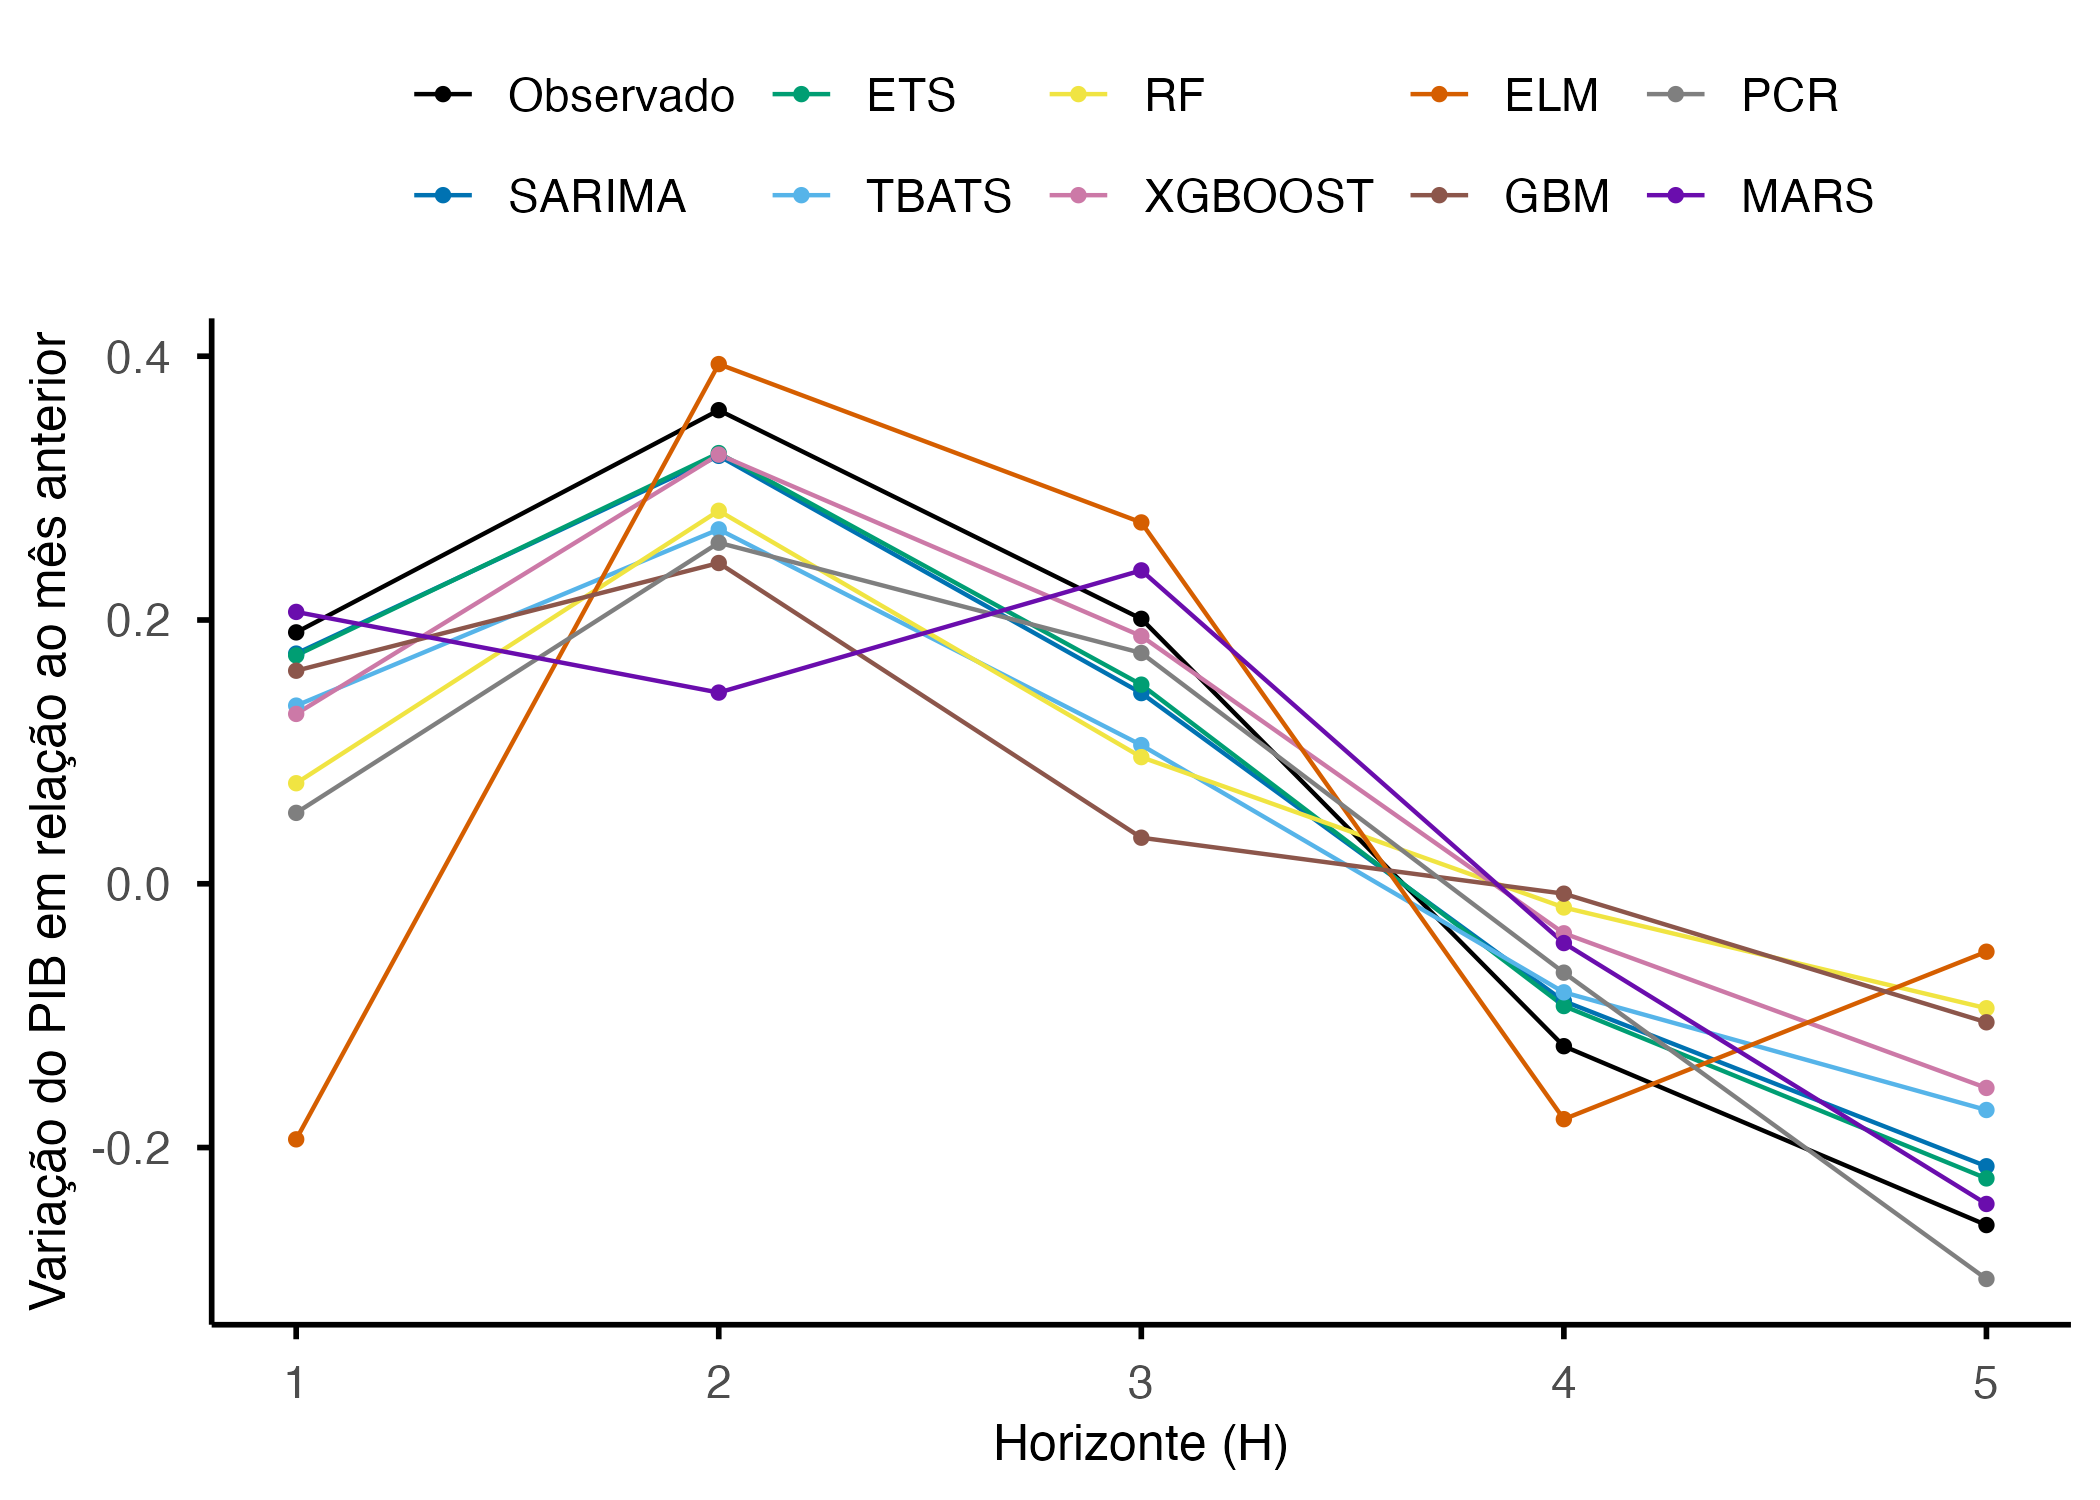 Observado ETS RF ELM PCR
SARIMA TBATS XGBOOST GBM MARS
Variação do PIB em relação ao mês anterior
0.4
0.2
0.0
-0.2
1 2 3 4 5
Horizonte (H)